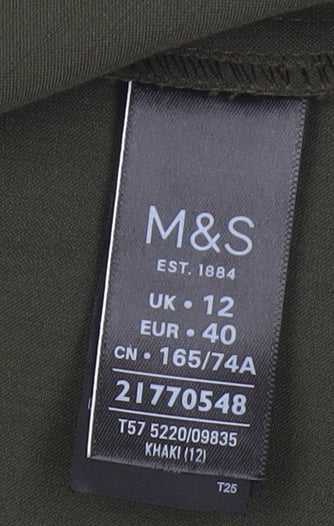 M&S
EST. 1884
UK • 12
EUR • 40
CN • 165/74A
21770548
T57 5220/09835
KHAKI (12)
T25